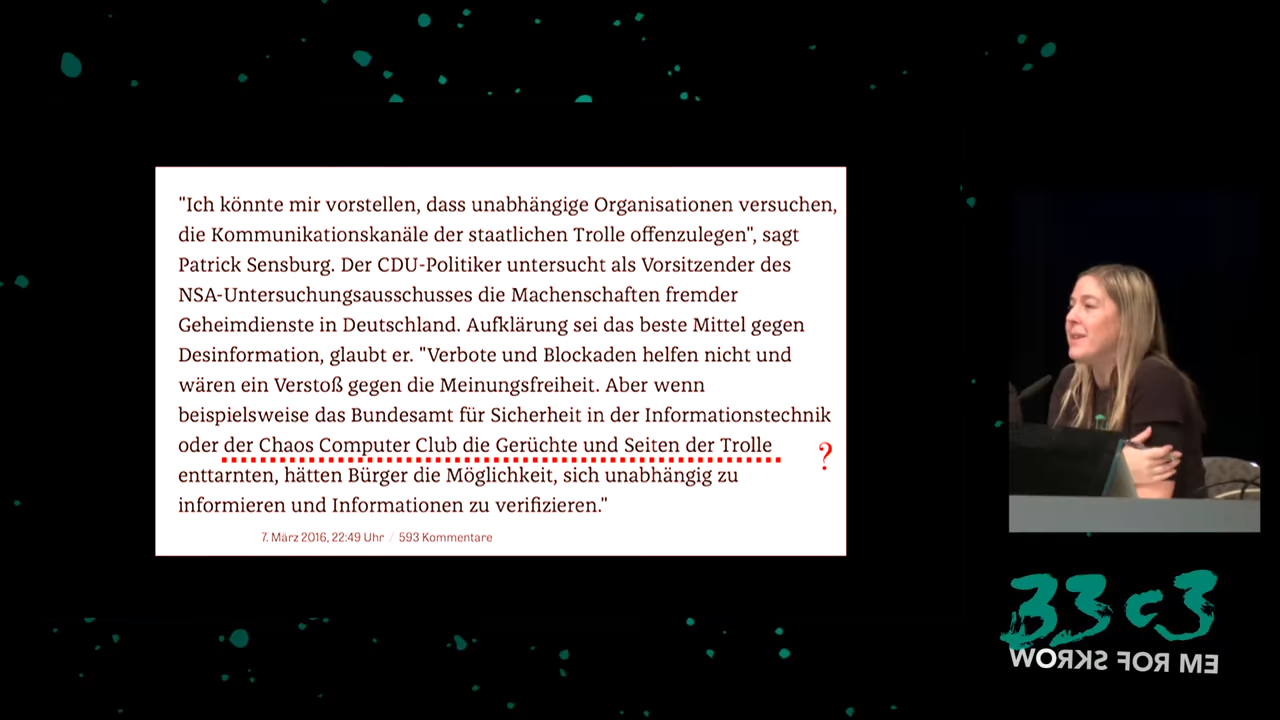 "Ich könnte mir vorstellen, dass unabhängige Organisationen versuchen,
die Kommunikationskanäle der staatlichen Trolle offenzulegen", sagt
Patrick Sensburg. Der CDU-Politiker untersucht als Vorsitzender des
NSA-Untersuchungsausschusses die Machenschaften fremder
Geheimdienste in Deutschland. Aufklärung sei das beste Mittel gegen
Desinformation, glaubt er. "Verbote und Blockaden helfen nicht und
wären ein Verstoß gegen die Meinungsfreiheit. Aber wenn
beispielsweise das Bundesamt für Sicherheit in der Informationstechnik
oder der Chaos Computer Club die Gerüchte und Seiten der Trolle ?
enttarnten, hätten Bürger die Möglichkeit, sich unabhängig zu
informieren und Informationen zu verifizieren."
7. März 2016, 22:49 Uhr / 593 Kommentare
33c3
WORKS FOR ME